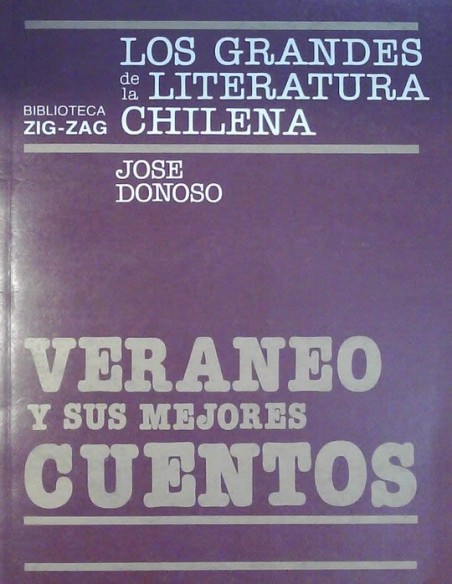 LOS GRANDES
de la LITERATURA
BIBLIOTECA
ZIG-ZAG
CHILENA
JOSE
DONOSO
VERANEO
Y SUS MEJORES
CUENTOS